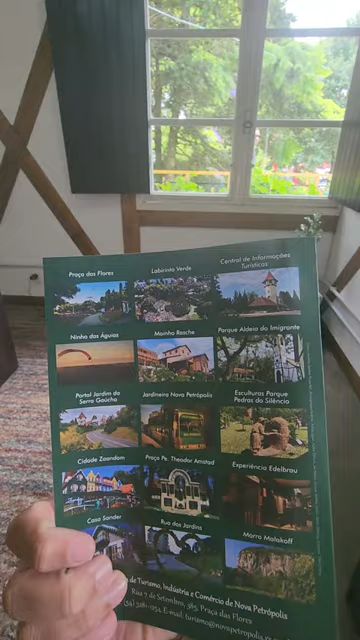 Praça das Flores
Labirinto Verde
Central de Informações
Turísticas
Ninho das Águias
Moinho Rasche
Parque Aldeia do Imigrante
Portal Jardim da
Serra Gaúcha
Jardineira Nova Petrópolis
Esculturas Parque
Pedras do Silêncio
Cidade Zaandam
Praça Pe. Theodor Amstad
Experiência Edelbrau
Casa Sander
Rua dos Jardins
Morro Malakoff
de Turismo, Indústria e Comércio de Nova Petrópolis
Rua 7 de Setembro, 385, Praça das Flores
E-mail: turismo@novapetropolis